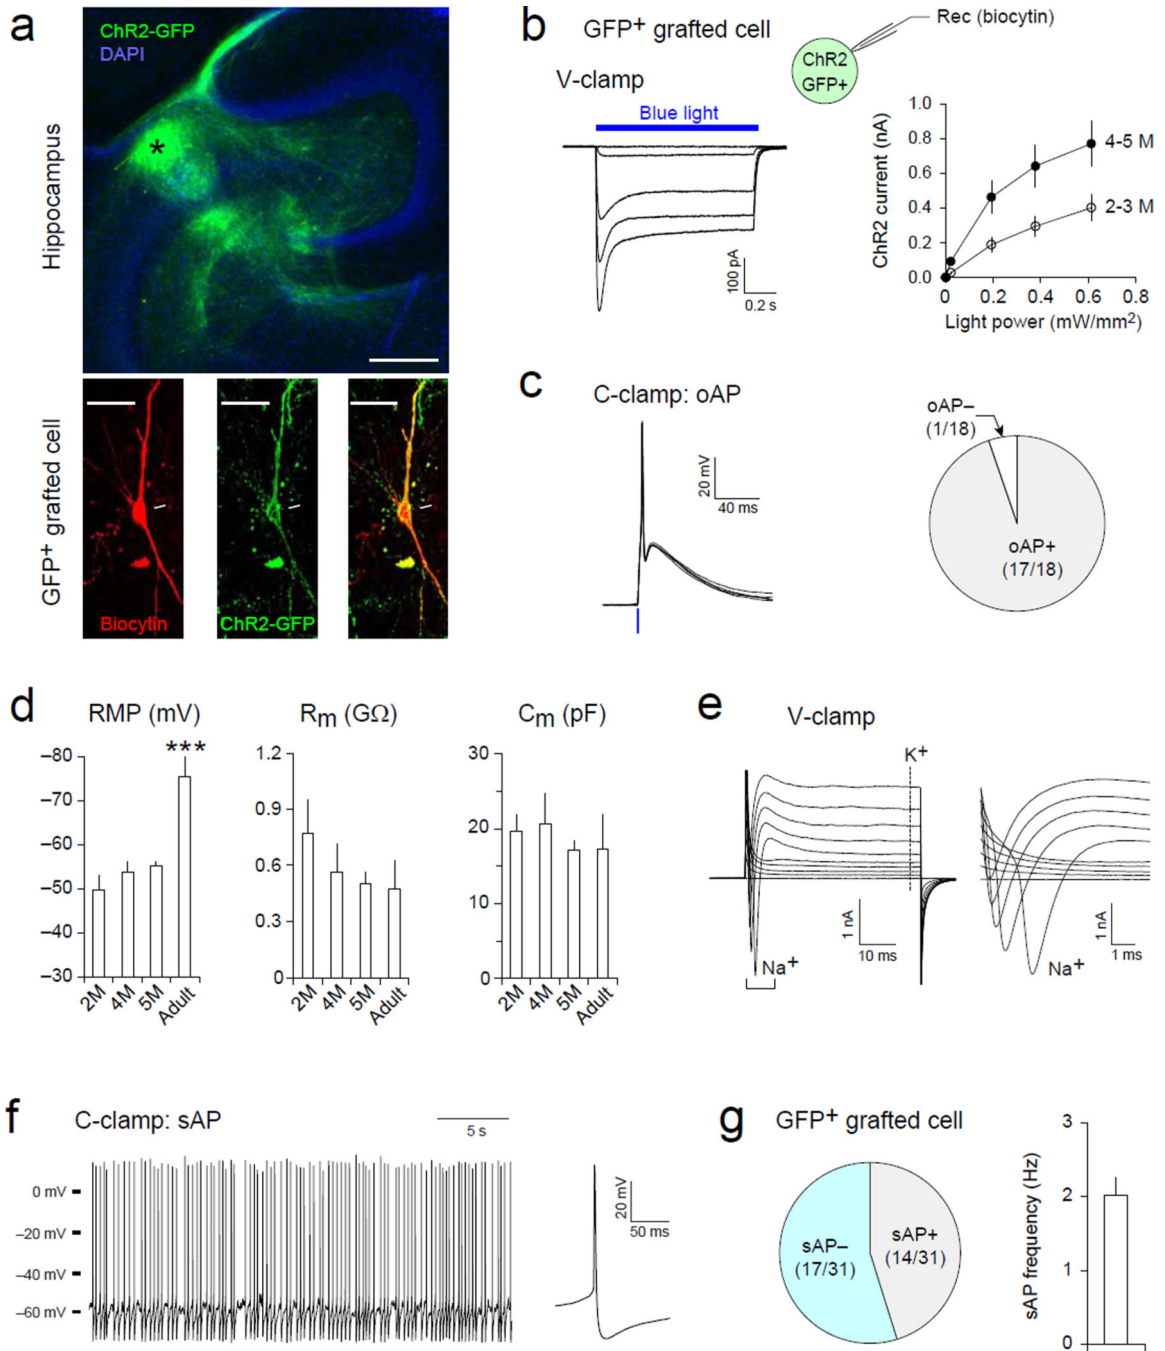 a
ChR2-GFP
DAPI
*
Hippocampus
GFP+ grafted cell
Biocytin
ChR2-GFP
b
GFP+ grafted cell
Rec (biocytin)
ChR2
GFP+
V-clamp
Blue light
100 pA
0.2 s
ChR2 current (nA)
1.0
0.8
0.6
0.4
0.2
0.0
4-5 M
2-3 M
0
0.2
0.4
0.6
0.8
Light power (mW/mm2)
c
C-clamp: oAP
20 mV
40 ms
oAP–
(1/18)
oAP+
(17/18)
d
RMP (mV)
–80
–70
–60
–50
–40
–30
***
2M
4M
5M
Adult
Rm (GΩ)
1.2
0.9
0.6
0.3
0
2M
4M
5M
Adult
Cm (pF)
30
20
10
0
2M
4M
5M
Adult
e
V-clamp
K+
1 nA
10 ms
Na+
1 nA
1 ms
Na+
f
C-clamp: sAP
5 s
0 mV
–20 mV
–40 mV
–60 mV
20 mV
50 ms
g
GFP+ grafted cell
sAP–
(17/31)
sAP+
(14/31)
sAP frequency (Hz)
3
2
1
0